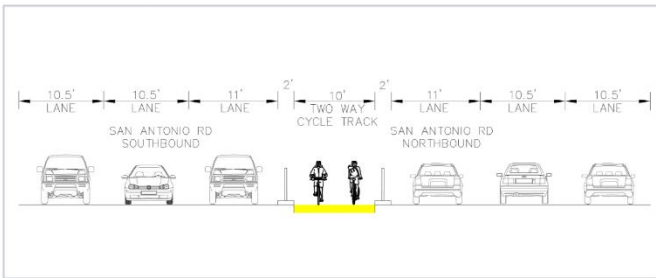 10.5' 10.5' 11' 2' 10' 2' 11' 10.5' 10.5'
LANE LANE LANE TWO WAY LANE LANE LANE
CYCLE TRACK
SAN ANTONIO RD SAN ANTONIO RD
SOUTHBOUND NORTHBOUND